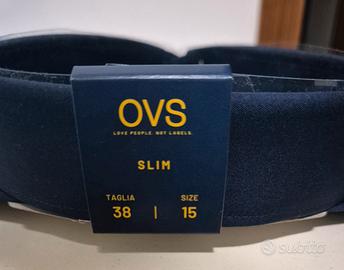 OVS
LOVE PEOPLE. NOT LABELS.
SLIM
TAGLIA | SIZE
38 | 15
subito